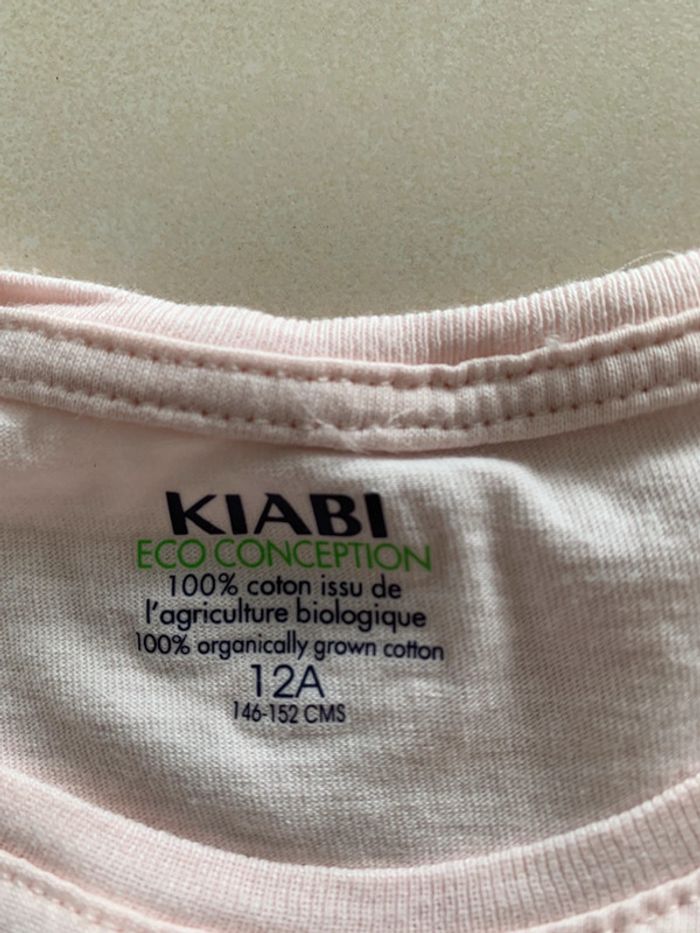 KIABI
ECO CONCEPTION
100% coton issu de
l'agriculture biologique
100% organically grown cotton
12A
146-152 CMS